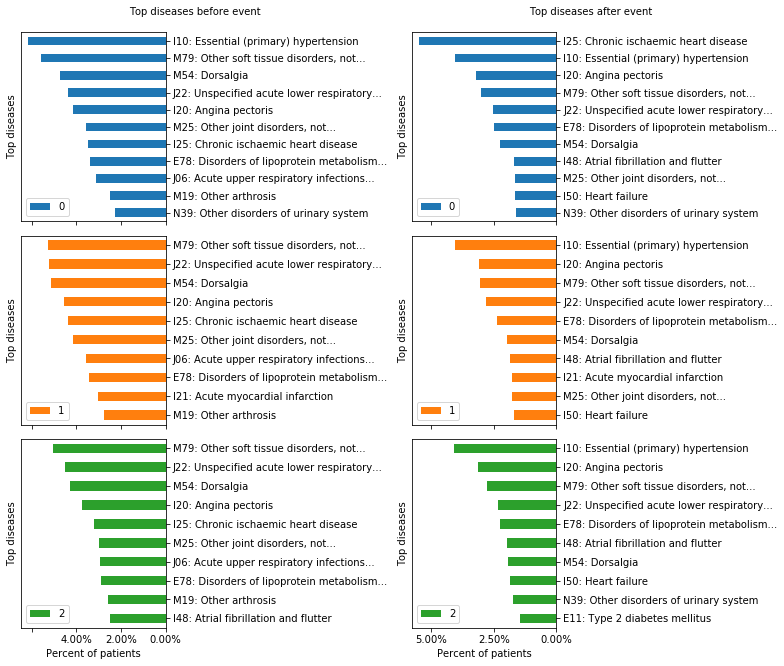 Top diseases before event
Top diseases
I10: Essential (primary) hypertension
M79: Other soft tissue disorders, not...
M54: Dorsalgia
J22: Unspecified acute lower respiratory...
I20: Angina pectoris
M25: Other joint disorders, not...
I25: Chronic ischaemic heart disease
E78: Disorders of lipoprotein metabolism...
J06: Acute upper respiratory infections...
M19: Other arthrosis
N39: Other disorders of urinary system
0
Top diseases after event
Top diseases
I25: Chronic ischaemic heart disease
I10: Essential (primary) hypertension
I20: Angina pectoris
M79: Other soft tissue disorders, not...
J22: Unspecified acute lower respiratory...
E78: Disorders of lipoprotein metabolism...
M54: Dorsalgia
I48: Atrial fibrillation and flutter
M25: Other joint disorders, not...
I50: Heart failure
N39: Other disorders of urinary system
0
Top diseases
M79: Other soft tissue disorders, not...
J22: Unspecified acute lower respiratory...
M54: Dorsalgia
I20: Angina pectoris
I25: Chronic ischaemic heart disease
M25: Other joint disorders, not...
J06: Acute upper respiratory infections...
E78: Disorders of lipoprotein metabolism...
I21: Acute myocardial infarction
M19: Other arthrosis
1
Top diseases
I10: Essential (primary) hypertension
I20: Angina pectoris
M79: Other soft tissue disorders, not...
J22: Unspecified acute lower respiratory...
E78: Disorders of lipoprotein metabolism...
M54: Dorsalgia
I48: Atrial fibrillation and flutter
I21: Acute myocardial infarction
M25: Other joint disorders, not...
I50: Heart failure
1
Top diseases
M79: Other soft tissue disorders, not...
J22: Unspecified acute lower respiratory...
M54: Dorsalgia
I20: Angina pectoris
I25: Chronic ischaemic heart disease
M25: Other joint disorders, not...
J06: Acute upper respiratory infections...
E78: Disorders of lipoprotein metabolism...
M19: Other arthrosis
I48: Atrial fibrillation and flutter
2
4.00% 2.00% 0.00%
Percent of patients
Top diseases
I10: Essential (primary) hypertension
I20: Angina pectoris
M79: Other soft tissue disorders, not...
J22: Unspecified acute lower respiratory...
E78: Disorders of lipoprotein metabolism...
I48: Atrial fibrillation and flutter
M54: Dorsalgia
I50: Heart failure
N39: Other disorders of urinary system
E11: Type 2 diabetes mellitus
2
5.00% 2.50% 0.00%
Percent of patients